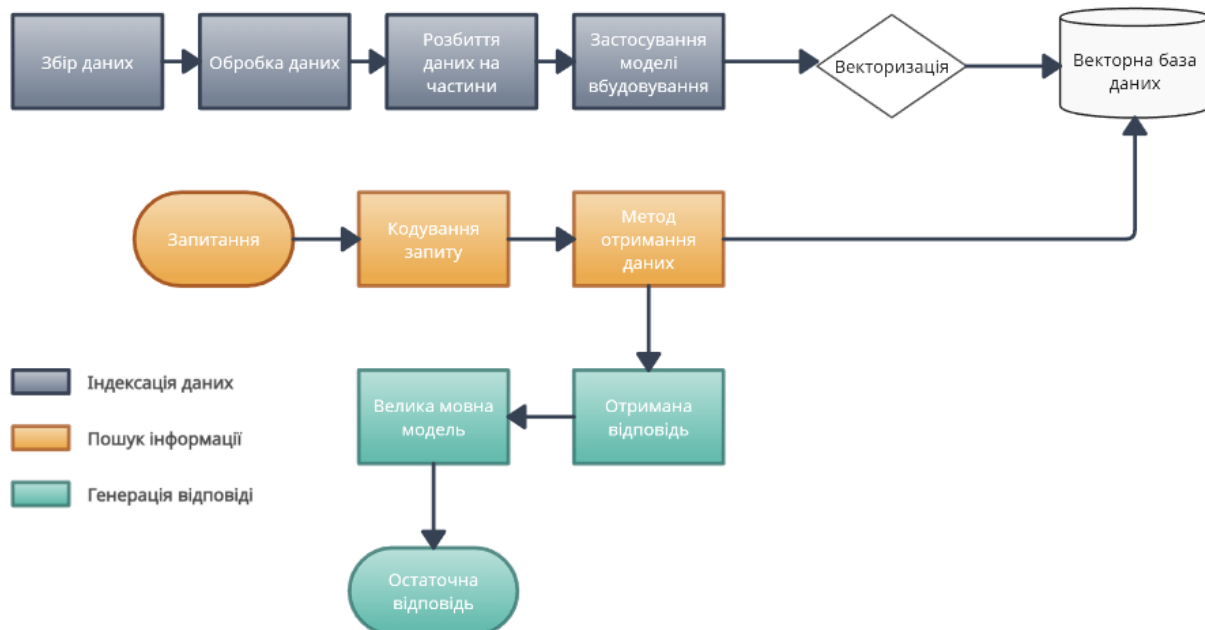 Збір даних
Обробка даних
Розбиття
даних на
частини
Застосування
моделі
вбудовування
Векторизація
Векторна база
даних
Запитання
Кодування
запиту
Метод
отримання
даних
Індексація даних
Пошук інформації
Генерація відповіді
Велика мовна
модель
Отримана
відповідь
Остаточна
відповідь